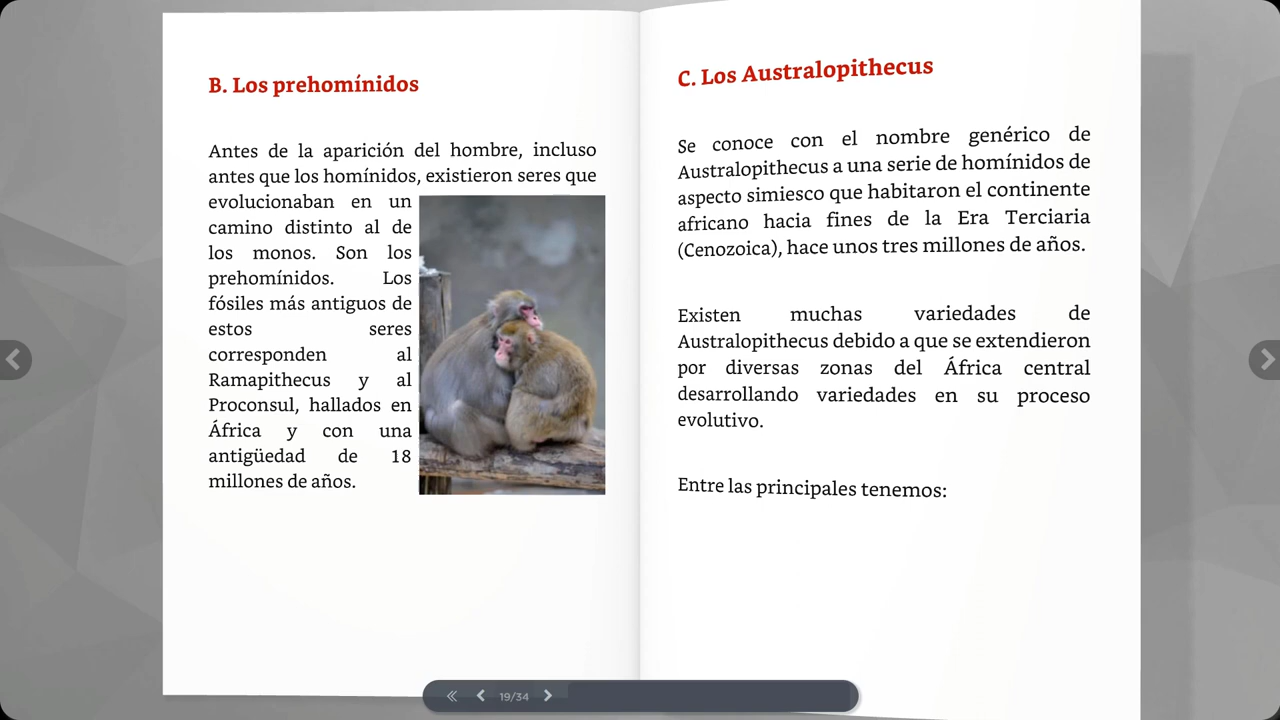 B. Los prehomínidos
Antes de la aparición del hombre, incluso
antes que los homínidos, existieron seres que
evolucionaban en un
camino distinto al de
los monos. Son los
prehomínidos. Los
fósiles más antiguos de
estos seres
corresponden al
Ramapithecus y al
Proconsul, hallados en
África y con una
antigüedad de 18
millones de años.
C. Los Australopithecus
Se conoce con el nombre genérico de
Australopithecus a una serie de homínidos de
aspecto simiesco que habitaron el continente
africano hacia fines de la Era Terciaria
(Cenozoica), hace unos tres millones de años.
Existen muchas variedades de
Australopithecus debido a que se extendieron
por diversas zonas del África central
desarrollando variedades en su proceso
evolutivo.
Entre las principales tenemos:
19/34